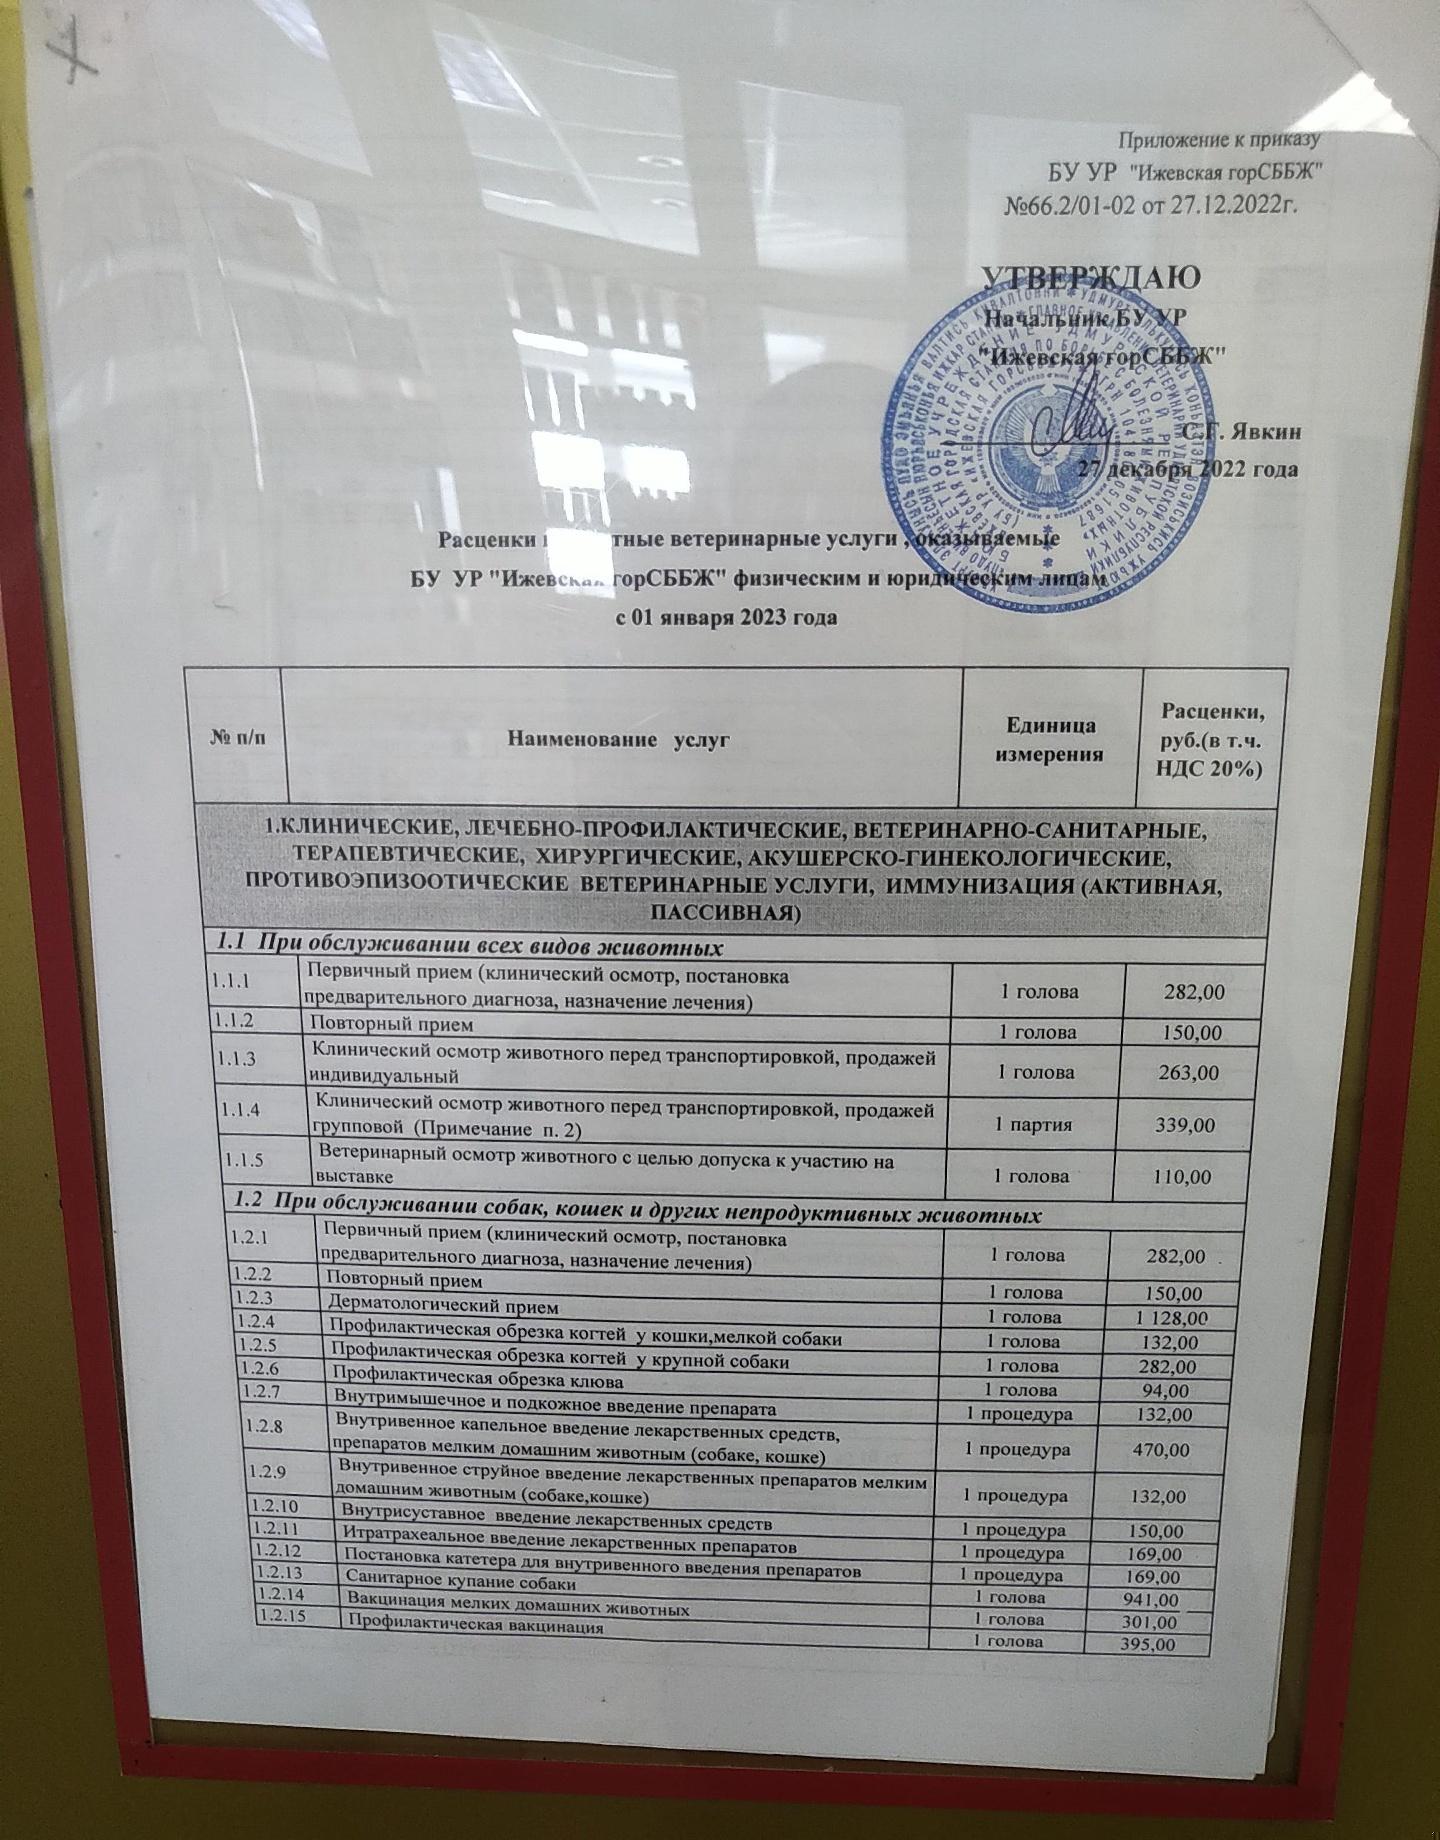 Приложение к приказу
БУ УР "Ижевская горСББЖ"
№66.2/01-02 от 27.12.2022г.
УТВЕРЖДАЮ
Начальник БУ УР
"Ижевская горСББЖ"
С.Г. Явкин
27 декабря 2022 года
Расценки тные ветеринарные услуги , оказываемые
БУ УР "Ижевская горСББЖ" физическим и юридическим лицам
с 01 января 2023 года
№ п/п Наименование услуг Единица измерения Расценки, руб.(в т.ч. НДС 20%)
1.КЛИНИЧЕСКИЕ, ЛЕЧЕБНО-ПРОФИЛАКТИЧЕСКИЕ, ВЕТЕРИНАРНО-САНИТАРНЫЕ,
ТЕРАПЕВТИЧЕСКИЕ, ХИРУРГИЧЕСКИЕ, АКУШЕРСКО-ГИНЕКОЛОГИЧЕСКИЕ,
ПРОТИВОЭПИЗООТИЧЕСКИЕ ВЕТЕРИНАРНЫЕ УСЛУГИ, ИММУНИЗАЦИЯ (АКТИВНАЯ,
ПАССИВНАЯ)
1.1 При обслуживании всех видов животных
1.1.1 Первичный прием (клинический осмотр, постановка
предварительного диагноза, назначение лечения) 1 голова 282,00
1.1.2 Повторный прием 1 голова 150,00
1.1.3 Клинический осмотр животного перед транспортировкой, продажей
индивидуальный 1 голова 263,00
1.1.4 Клинический осмотр животного перед транспортировкой, продажей
групповой (Примечание п. 2) 1 партия 339,00
1.1.5 Ветеринарный осмотр животного с целью допуска к участию на
выставке 1 голова 110,00
1.2 При обслуживании собак, кошек и других непродуктивных животных
1.2.1 Первичный прием (клинический осмотр, постановка
предварительного диагноза, назначение лечения) 1 голова 282,00
1.2.2 Повторный прием 1 голова 150,00
1.2.3 Дерматологический прием 1 голова 1 128,00
1.2.4 Профилактическая обрезка когтей у кошки,мелкой собаки 1 голова 132,00
1.2.5 Профилактическая обрезка когтей у крупной собаки 1 голова 282,00
1.2.6 Профилактическая обрезка клюва 1 голова 94,00
1.2.7 Внутримышечное и подкожное введение препарата 1 процедура 132,00
1.2.8 Внутривенное капельное введение лекарственных средств,
препаратов мелким домашним животным (собаке, кошке) 1 процедура 470,00
1.2.9 Внутривенное струйное введение лекарственных препаратов мелким
домашним животным (собаке,кошке) 1 процедура 132,00
1.2.10 Внутрисуставное введение лекарственных средств 1 процедура 150,00
1.2.11 Итратрахеальное введение лекарственных препаратов 1 процедура 169,00
1.2.12 Постановка катетера для внутривенного введения препаратов 1 процедура 169,00
1.2.13 Санитарное купание собаки 1 голова 941,00
1.2.14 Вакцинация мелких домашних животных 1 голова 301,00
1.2.15 Профилактическая вакцинация 1 голова 395,00